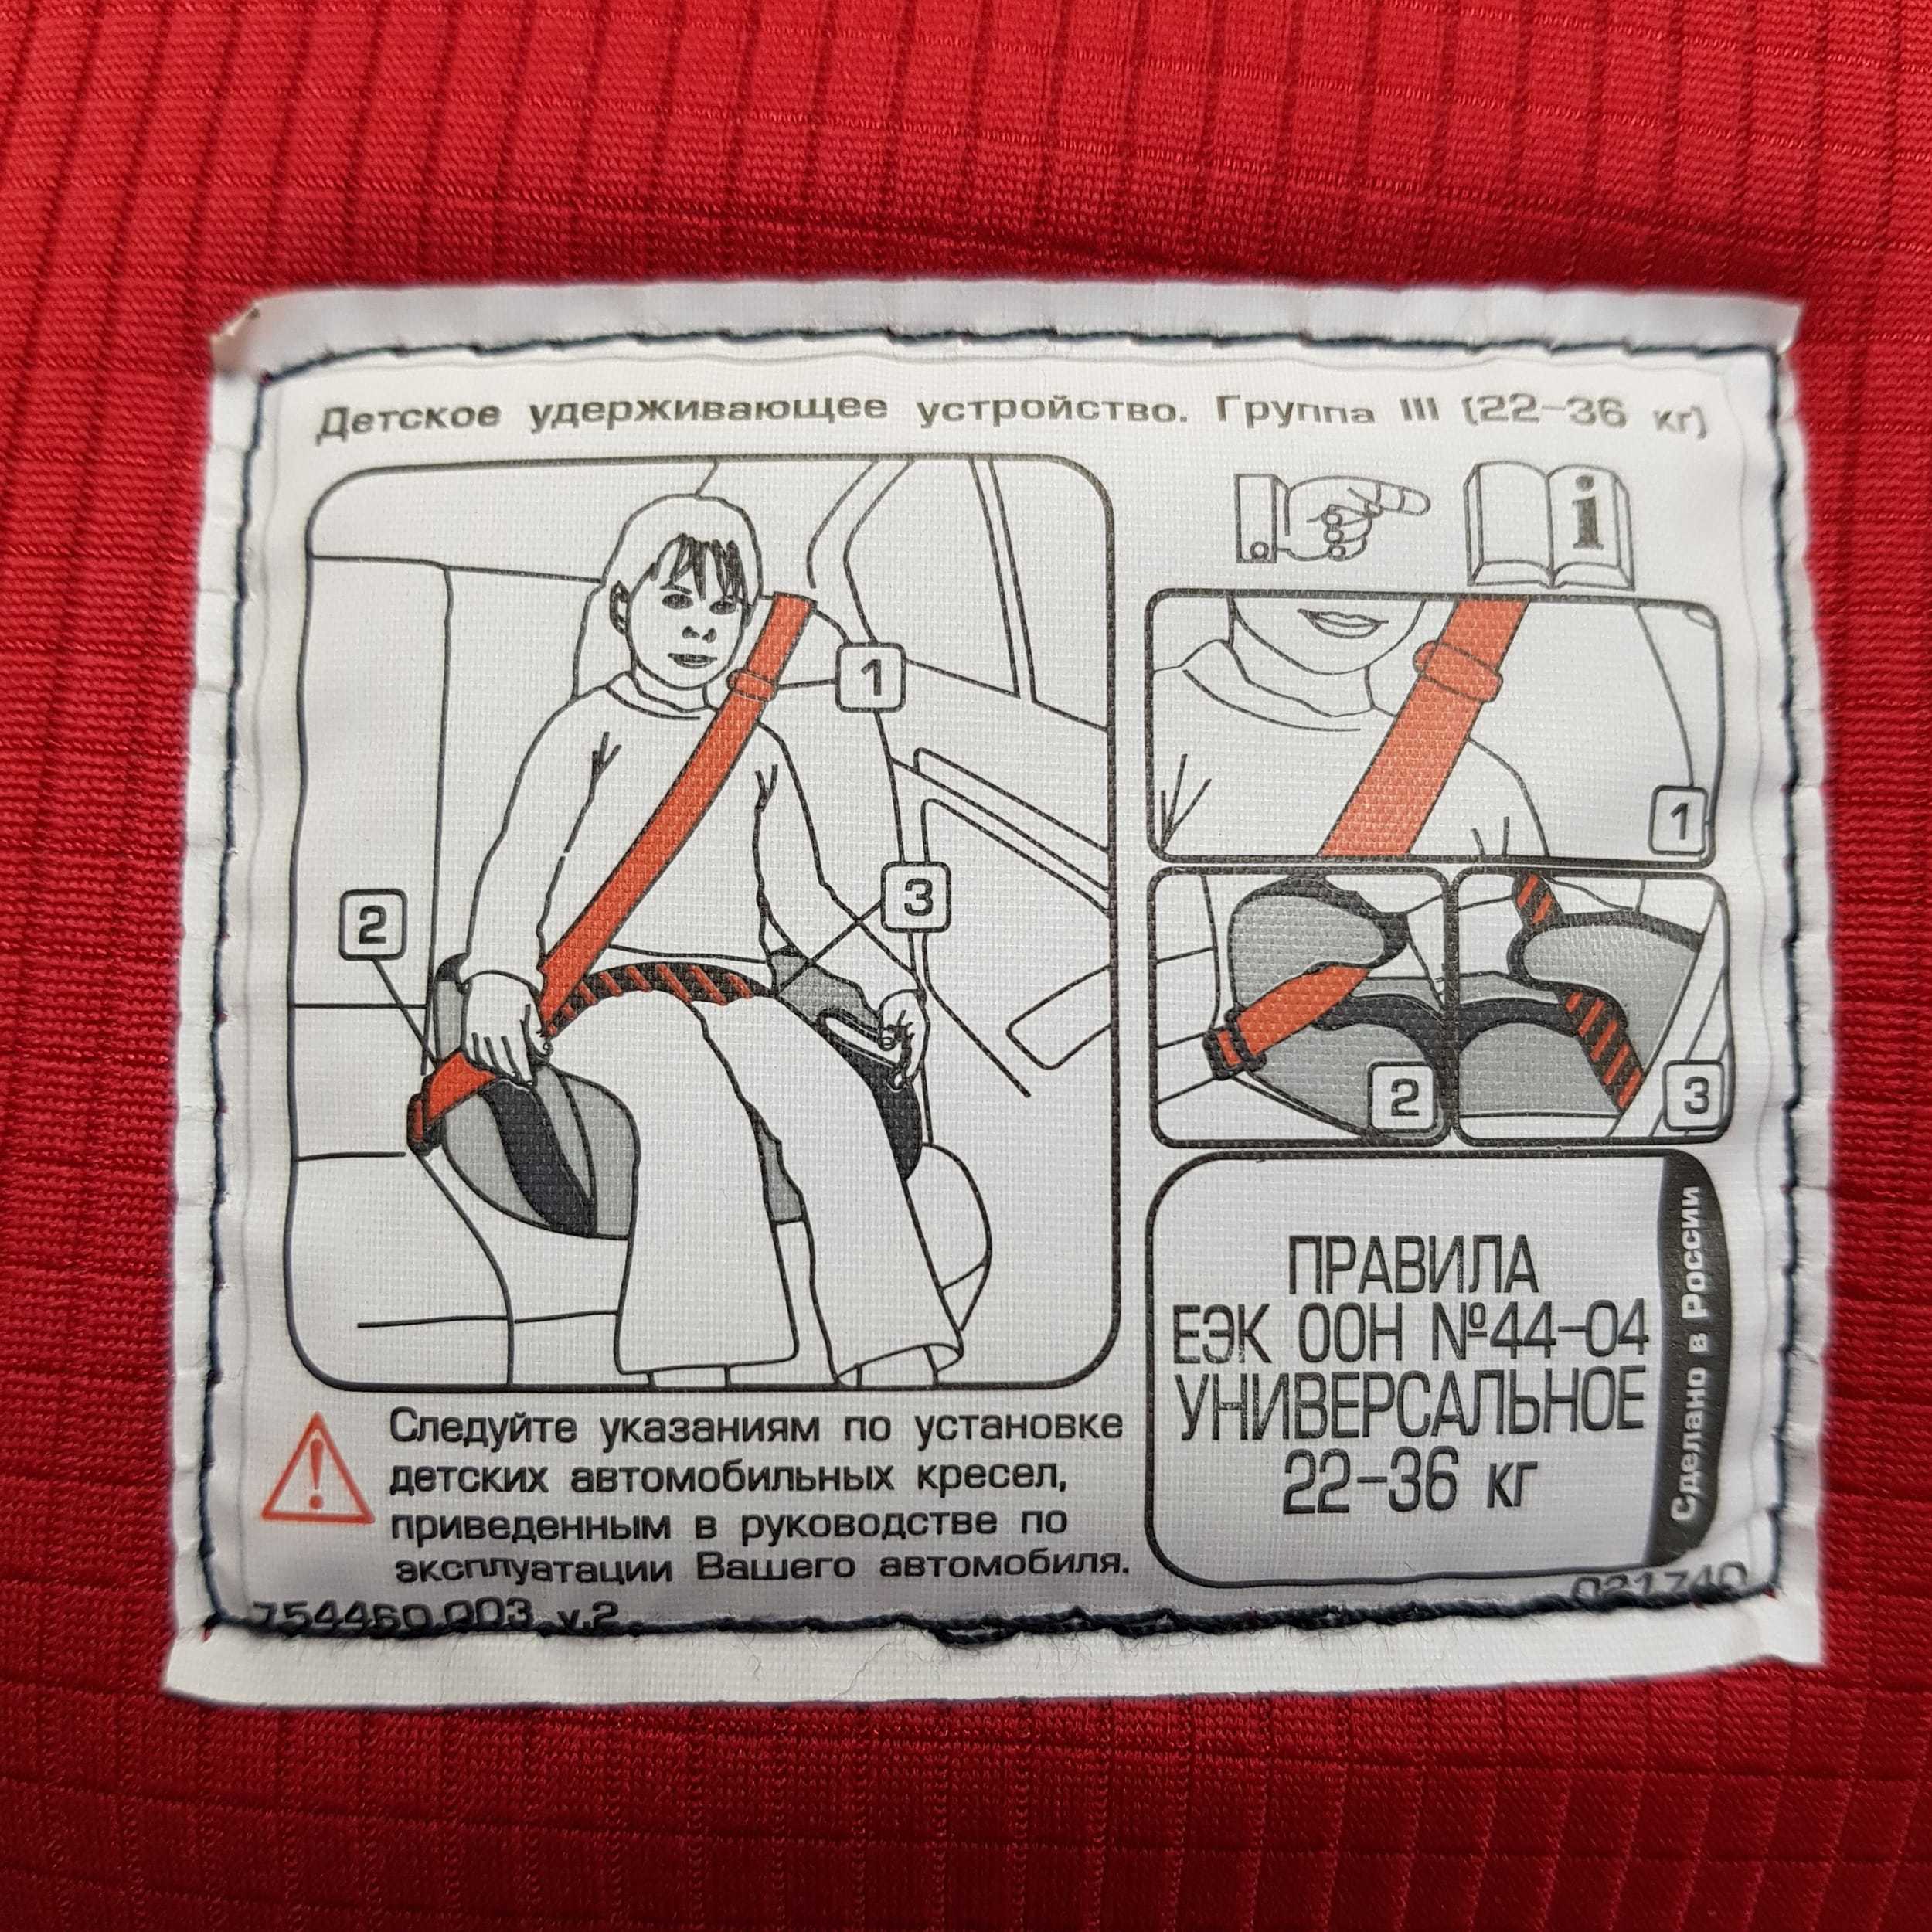 Детское удерживающее устройство. Группа III (22-36 кг)
i
1
3
2
1
2
3
ПРАВИЛА
ЕЭК ООН №44-04
УНИВЕРСАЛЬНОЕ
22-36 кг
Сделано в России
Следуйте указаниям по установке
детских автомобильных кресел,
приведенным в руководстве по
эксплуатации Вашего автомобиля.
754460.003 v.2
021740